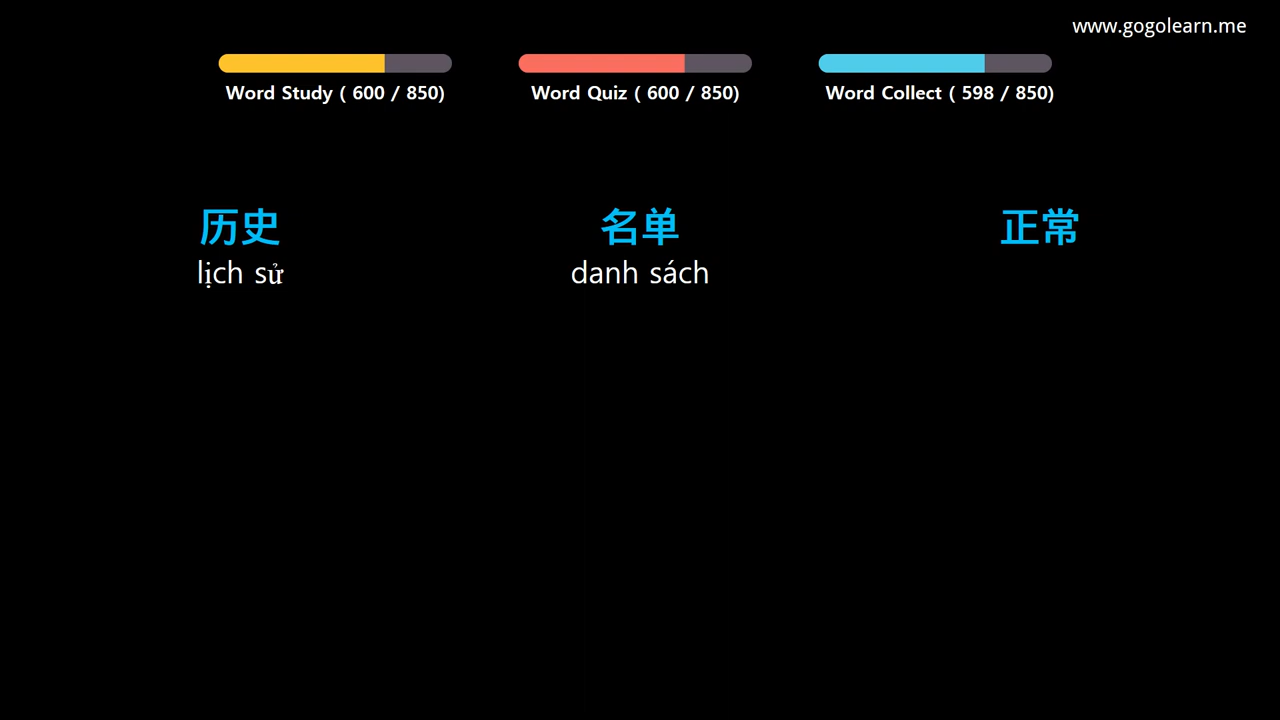 www.gogolearn.me
Word Study ( 600 / 850)
Word Quiz ( 600 / 850)
Word Collect ( 598 / 850)
历史
名单
正常
lịch sử
danh sách